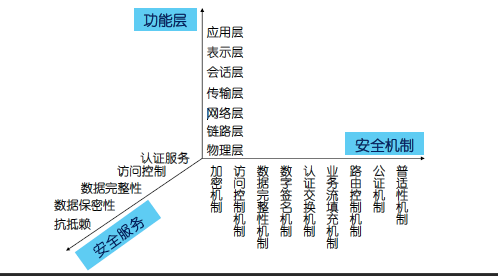 功能层
应用层
表示层
会话层
传输层
网络层
链路层
物理层
安全机制
认证服务
访问控制
数据完整性
数据保密性
抗抵赖
安全服务
加密机制
访问控制机制
数据完整性机制
数字签名机制
认证交换机制
业务流填充机制
路由控制机制
公证机制
普适性机制